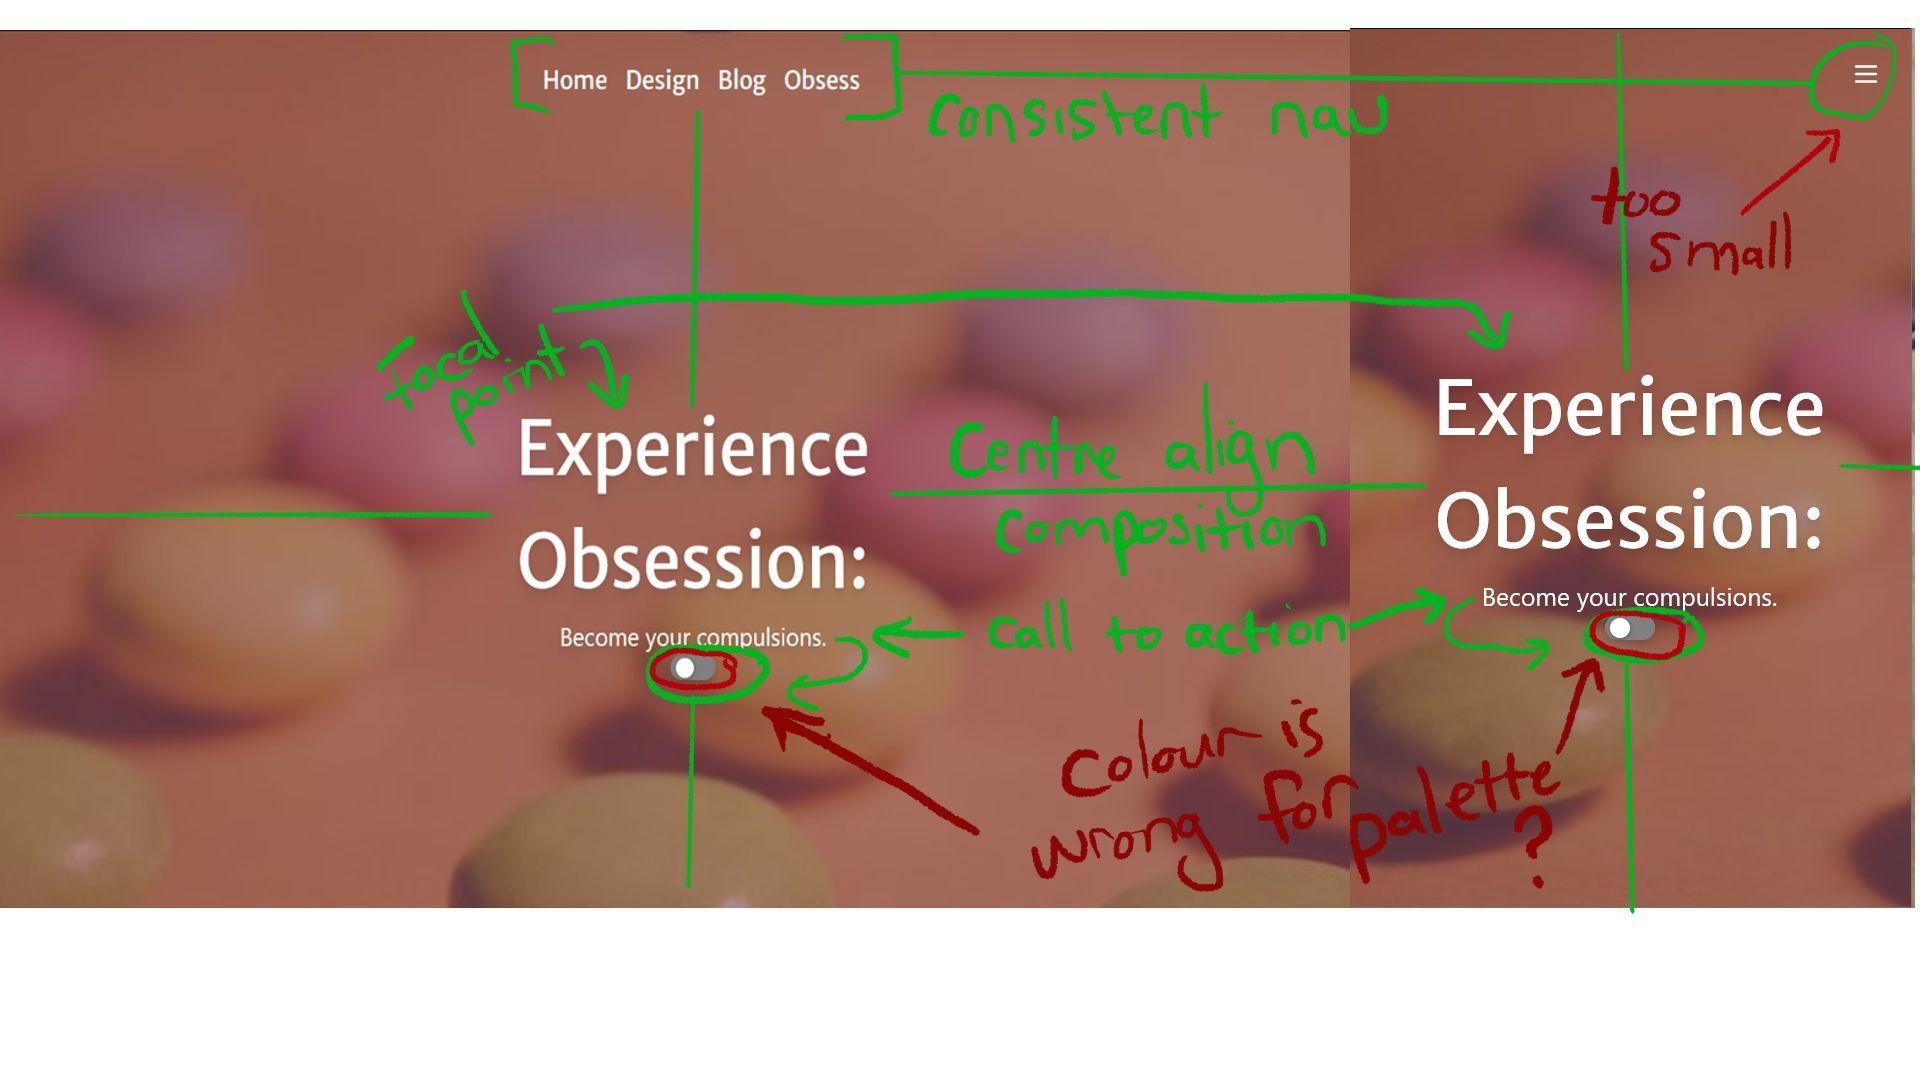 Home Design Blog Obsess
consistent nav
too
small
Focal
point
Experience
Obsession:
Become your compulsions.
Centre align
composition
call to action
Colour is
wrong for palette
?
Experience
Obsession:
Become your compulsions.